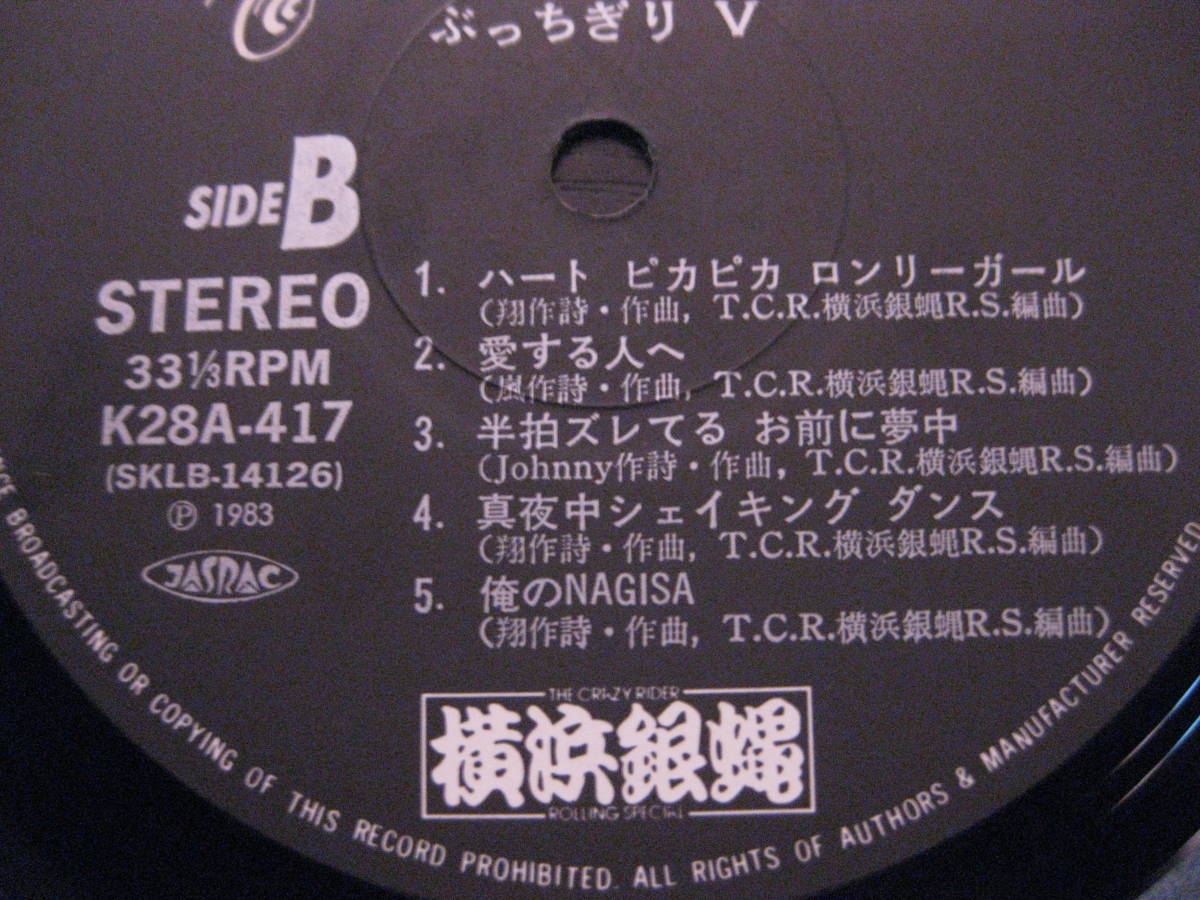 ぶっちぎり V
SIDE B
STEREO
33⅓RPM
K28A-417
(SKLB-14126)
Ⓟ 1983
JASRAC
1. ハート ピカピカ ロンリーガール
(翔作詩・作曲, T.C.R.横浜銀蝿R.S.編曲)
2. 愛する人へ
(嵐作詩・作曲, T.C.R.横浜銀蝿R.S.編曲)
3. 半拍ズレてる お前に夢中
(Johnny作詩・作曲, T.C.R.横浜銀蝿R.S.編曲)
4. 真夜中シェイキング ダンス
(翔作詩・作曲, T.C.R.横浜銀蝿R.S.編曲)
5. 俺のNAGISA
(翔作詩・作曲, T.C.R.横浜銀蝿R.S.編曲)
THE CRAZY RIDER
横浜銀蝿
ROLLING SPECIAL
BROADCASTING OR COPYING OF THIS RECORD PROHIBITED. ALL RIGHTS OF AUTHORS & MANUFACTURER RESERVED